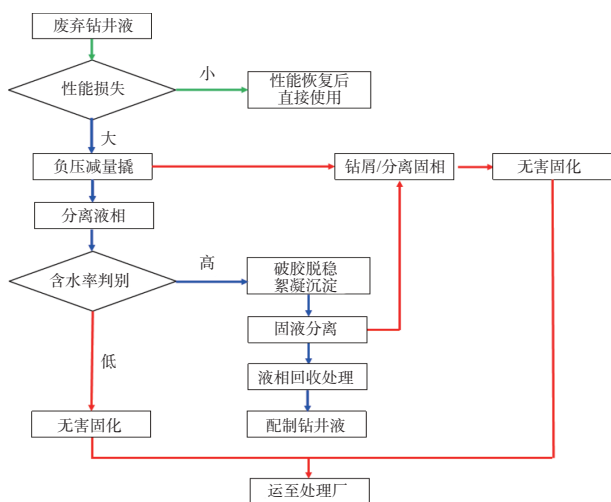 废弃钻井液
性能损失
小
性能恢复后
直接使用
大
负压减量撬
钻屑/分离固相
无害固化
分离液相
含水率判别
高
破胶脱稳
絮凝沉淀
固液分离
低
液相回收处理
无害固化
配制钻井液
运至处理厂